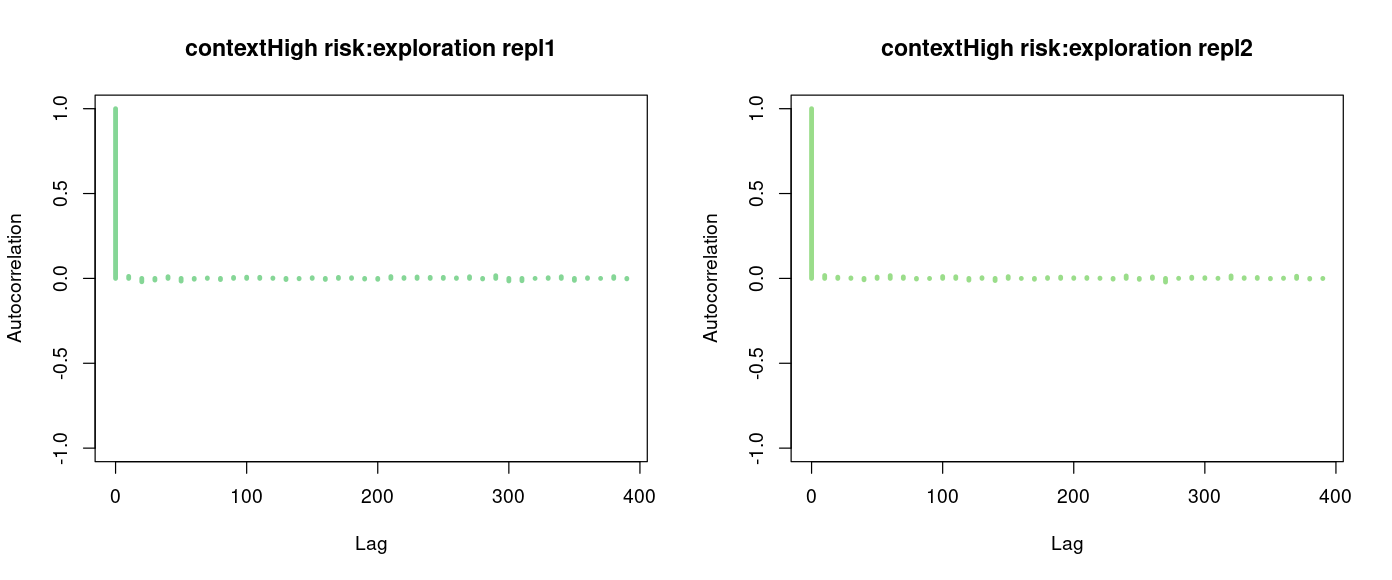 contextHigh risk:exploration repl1
Autocorrelation
1.0
0.5
0.0
-0.5
-1.0
0 100 200 300 400
Lag
contextHigh risk:exploration repl2
Autocorrelation
1.0
0.5
0.0
-0.5
-1.0
0 100 200 300 400
Lag